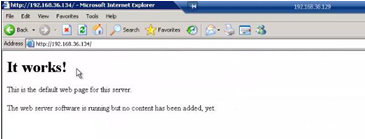 http://192.168.36.134/ - Microsoft Internet Explorer
192.168.36.129
File Edit View Favorites Tools Help
Back Search Favorites
Address http://192.168.36.134/
It works!
This is the default web page for this server.
The web server software is running but no content has been added, yet.